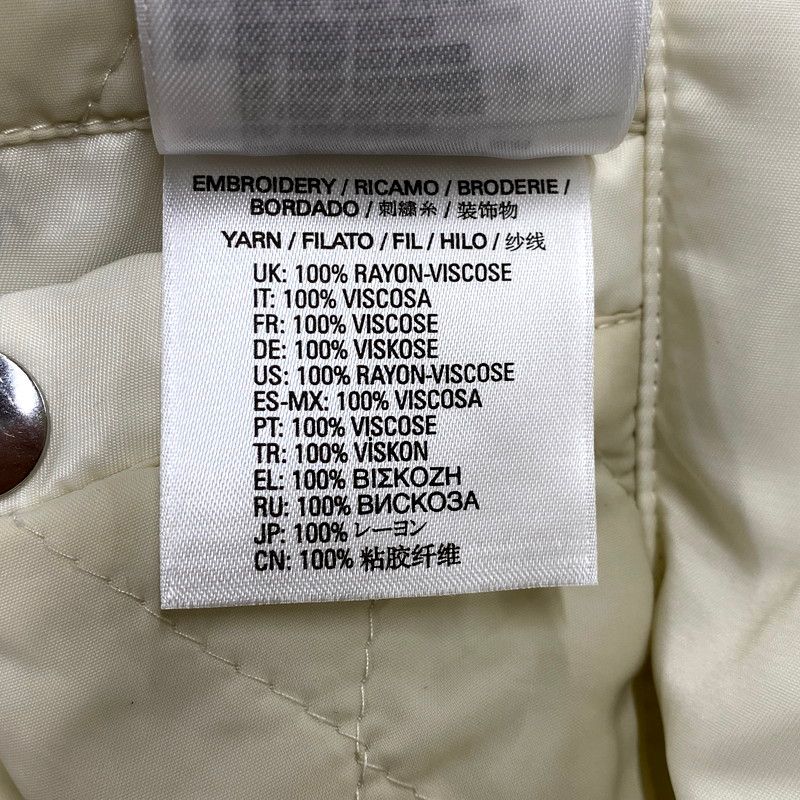 EMBROIDERY / RICAMO / BRODERIE /
BORDADO / 刺繡糸 / 装饰物
YARN / FILATO / FIL / HILO / 纱线
UK: 100% RAYON-VISCOSE
IT: 100% VISCOSA
FR: 100% VISCOSE
DE: 100% VISKOSE
US: 100% RAYON-VISCOSE
ES-MX: 100% VISCOSA
PT: 100% VISCOSE
TR: 100% VİSKON
EL: 100% ΒΙΣΚΟΖΗ
RU: 100% ВИСКОЗА
JP: 100% レーヨン
CN: 100% 粘胶纤维